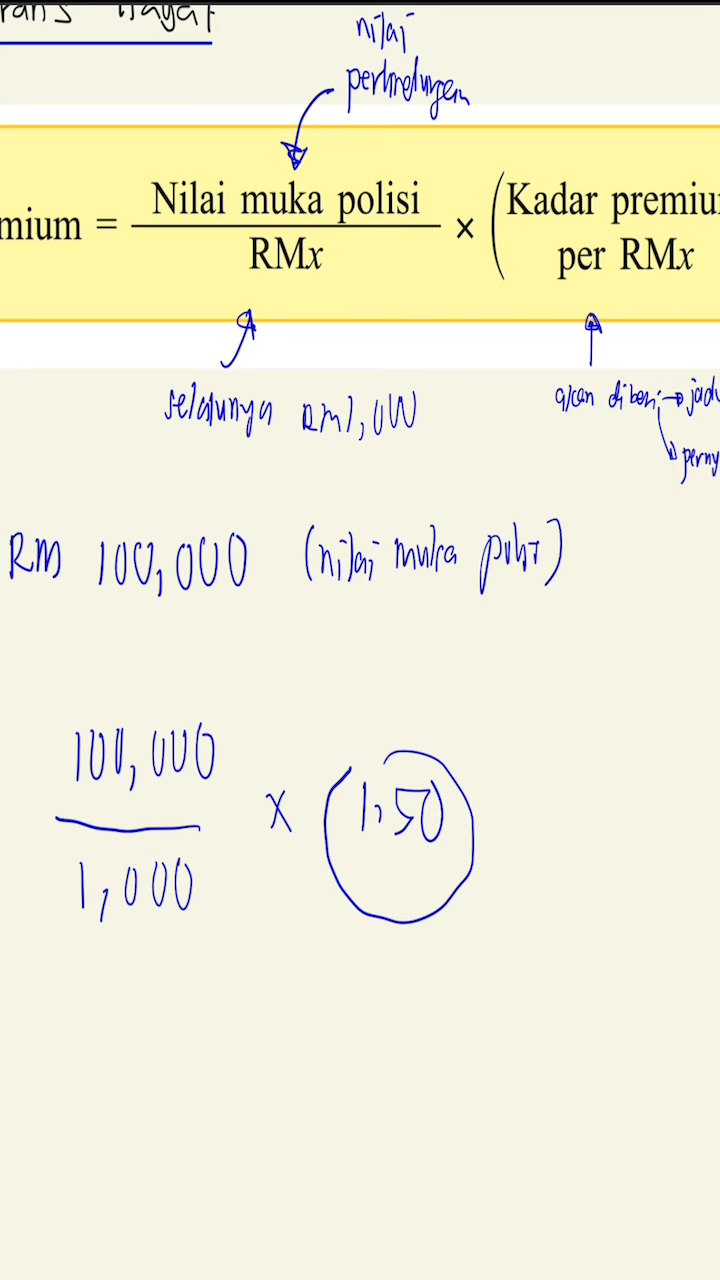 nilai
perlindungan
mium = Nilai muka polisi / RMx × (Kadar premiu
per RMx
selalunya RM1,000
akan diberi → jadu
→ perny
RM 100,000 (nilai muka
100,000
1,000
× 1.50